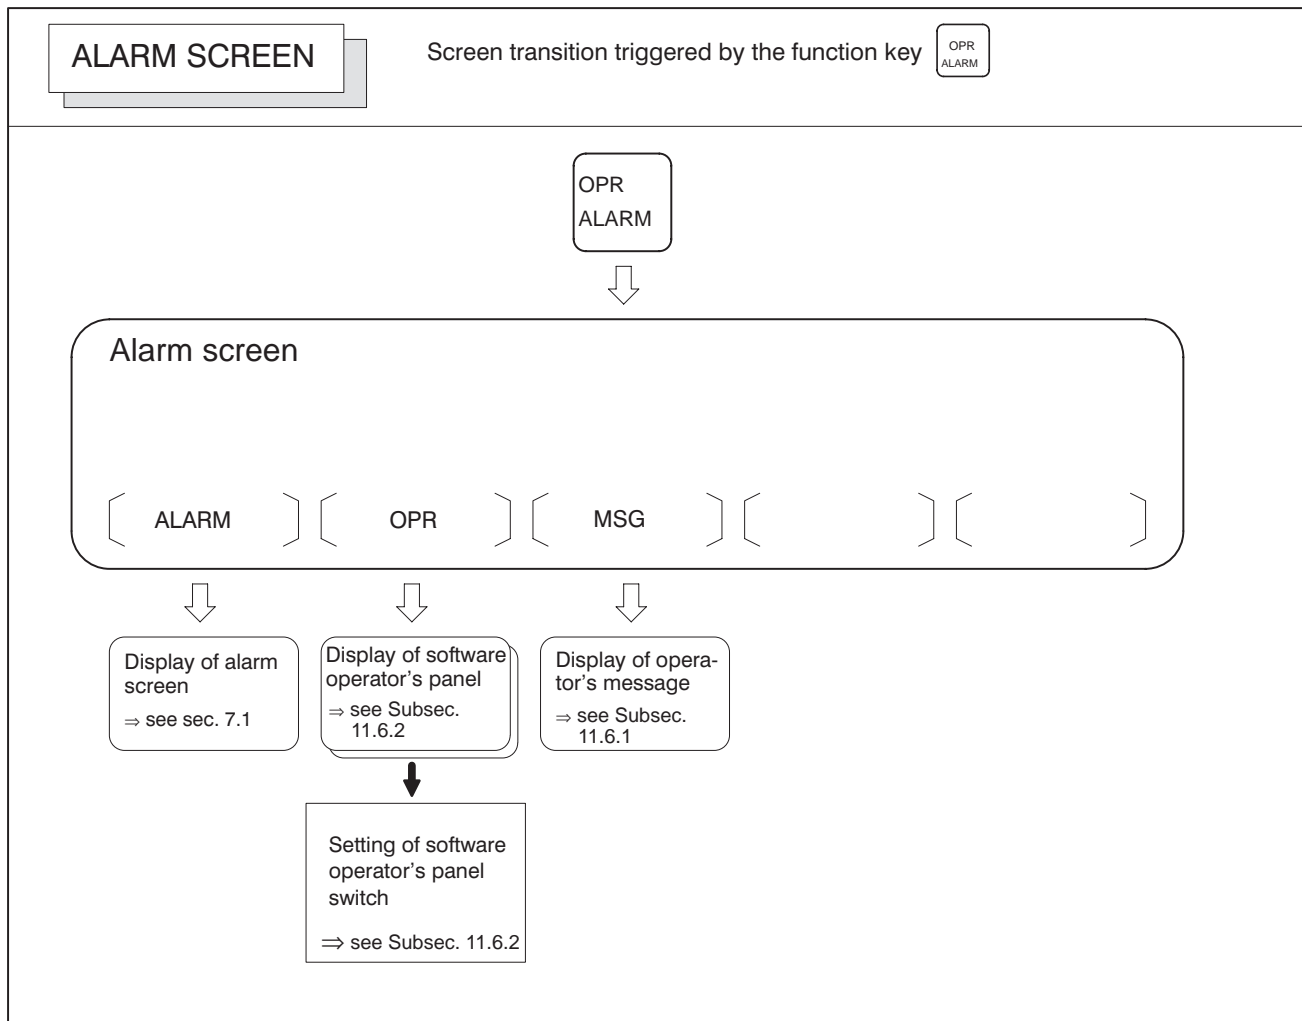 ALARM SCREEN
Screen transition triggered by the function key
OPR
ALARM
OPR
ALARM
Alarm screen
ALARM
OPR
MSG
Display of alarm
screen
⇒ see sec. 7.1
Display of software
operator's panel
⇒ see Subsec.
11.6.2
Display of opera-
tor's message
⇒ see Subsec.
11.6.1
Setting of software
operator's panel
switch
⇒ see Subsec. 11.6.2